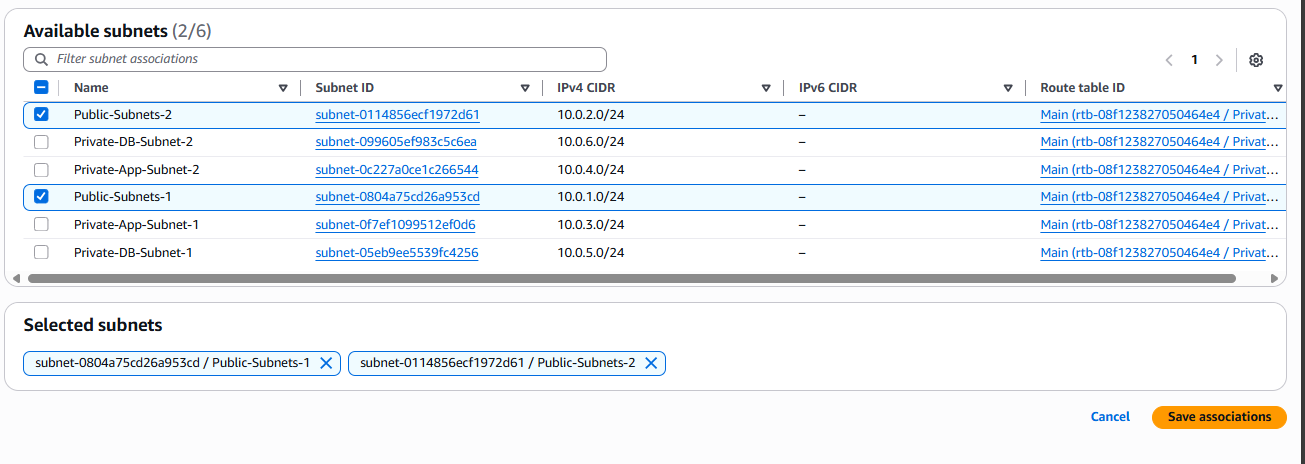 Available subnets (2/6)
Filter subnet associations
1
Name Subnet ID IPv4 CIDR IPv6 CIDR Route table ID
Public-Subnets-2 subnet-0114856ecf1972d61 10.0.2.0/24 – Main (rtb-08f123827050464e4 / Privat…
Private-DB-Subnet-2 subnet-099605ef983c5c6ea 10.0.6.0/24 – Main (rtb-08f123827050464e4 / Privat…
Private-App-Subnet-2 subnet-0c227a0ce1c266544 10.0.4.0/24 – Main (rtb-08f123827050464e4 / Privat…
Public-Subnets-1 subnet-0804a75cd26a953cd 10.0.1.0/24 – Main (rtb-08f123827050464e4 / Privat…
Private-App-Subnet-1 subnet-0f7ef1099512ef0d6 10.0.3.0/24 – Main (rtb-08f123827050464e4 / Privat…
Private-DB-Subnet-1 subnet-05eb9ee5539fc4256 10.0.5.0/24 – Main (rtb-08f123827050464e4 / Privat…
Selected subnets
subnet-0804a75cd26a953cd / Public-Subnets-1 subnet-0114856ecf1972d61 / Public-Subnets-2
Cancel Save associations